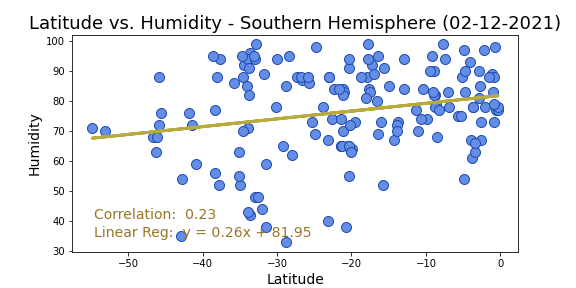 Latitude vs. Humidity - Southern Hemisphere (02-12-2021)
100
90
80
70
60
50
40
30
Humidity
Correlation:  0.23
Linear Reg:  y = 0.26x + 81.95
−50 −40 −30 −20 −10 0
Latitude